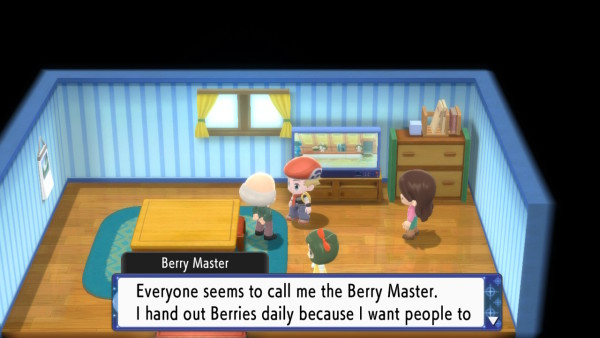 Berry Master
Everyone seems to call me the Berry Master.
I hand out Berries daily because I want people to